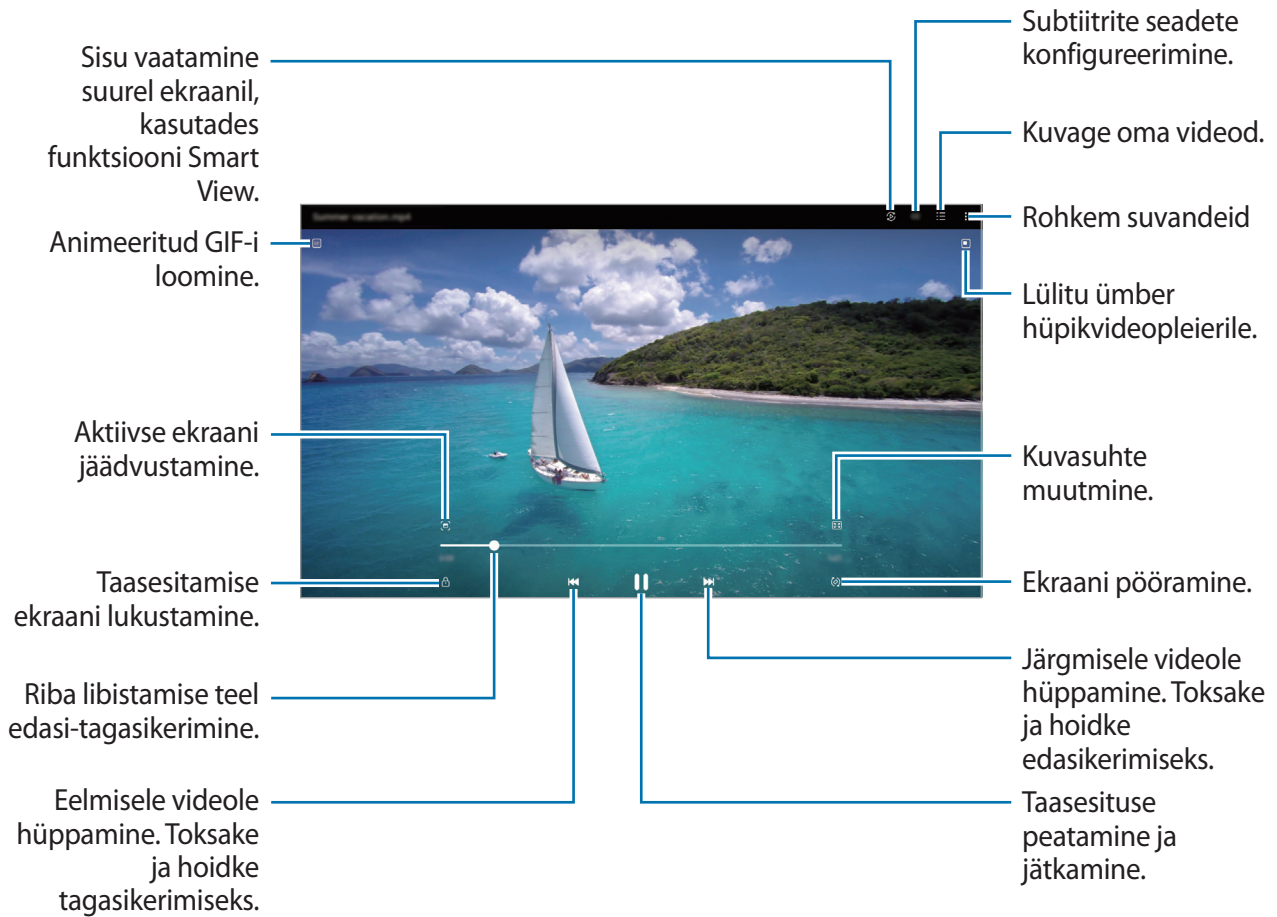 Sisu vaatamine
suurel ekraanil,
kasutades
funktsiooni Smart
View.
Animeeritud GIF-i
loomine.
Aktiivse ekraani
jäädvustamine.
Taasesitamise
ekraani lukustamine.
Riba libistamise teel
edasi-tagasikerimine.
Eelmisele videole
hüppamine. Toksake
ja hoidke
tagasikerimiseks.
Summer vacation.mp4
Subtiitrite seadete
konfigureerimine.
Kuvage oma videod.
Rohkem suvandeid
Lülitu ümber
hüpikvideopleierile.
Kuvasuhte
muutmine.
Ekraani pööramine.
Järgmisele videole
hüppamine. Toksake
ja hoidke
edasikerimiseks.
Taasesituse
peatamine ja
jätkamine.